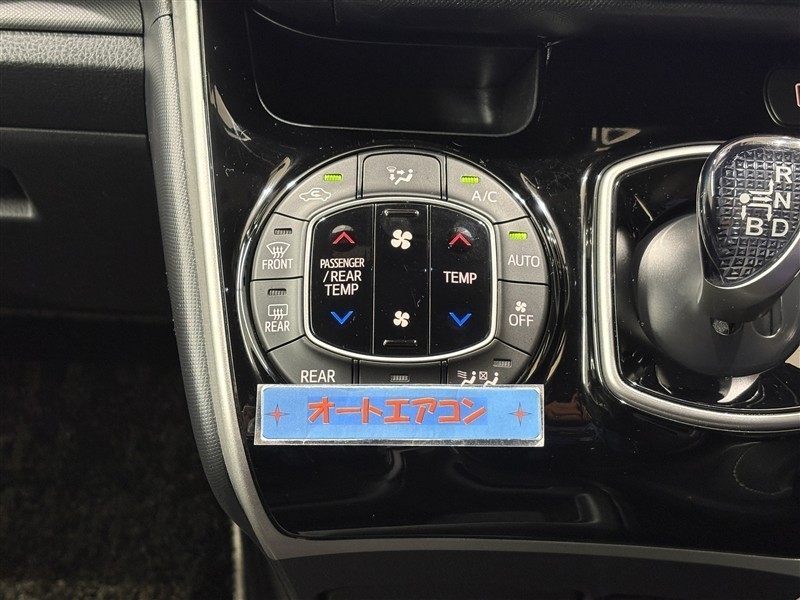 A/C
FRONT
PASSENGER
/REAR
TEMP
TEMP
AUTO
REAR
OFF
REAR
オートエアコン
R
N
B D